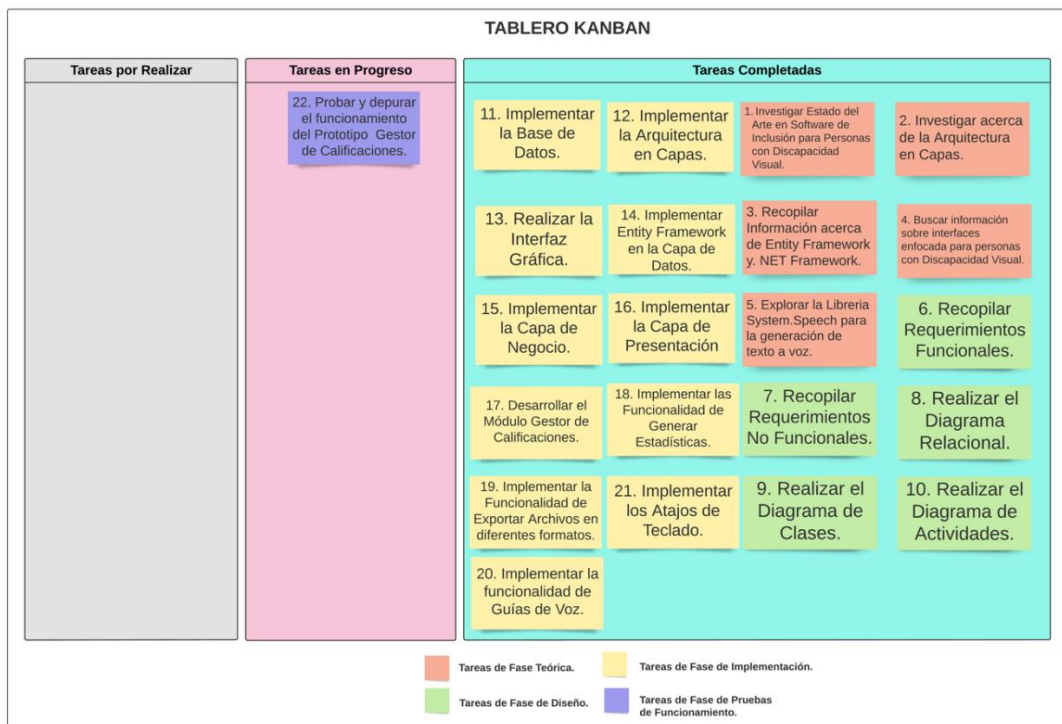 TABLERO KANBAN
Tareas por Realizar
Tareas en Progreso
22. Probar y depurar
el funcionamiento
del Prototipo Gestor
de Calificaciones.
Tareas Completadas
11. Implementar
la Base de
Datos.
12. Implementar
la Arquitectura
en Capas.
1. Investigar Estado del
Arte en Software de
Inclusión para Personas
con Discapacidad
Visual.
2. Investigar acerca
de la Arquitectura
en Capas.
13. Realizar la
Interfaz
Gráfica.
14. Implementar
Entity Framework
en la Capa de
Datos.
3. Recopilar
Información acerca
de Entity Framework
y. NET Framework.
4. Buscar información
sobre interfaces
enfocada para personas
con Discapacidad Visual.
15. Implementar
la Capa de
Negocio.
16. Implementar
la Capa de
Presentación
5. Explorar la Libreria
System.Speech para
la generación de
texto a voz.
6. Recopilar
Requerimientos
Funcionales.
17. Desarrollar el
Módulo Gestor de
Calificaciones.
18. Implementar las
Funcionalidad de
Generar
Estadísticas.
7. Recopilar
Requerimientos
No Funcionales.
8. Realizar el
Diagrama
Relacional.
19. Implementar la
Funcionalidad de
Exportar Archivos en
diferentes formatos.
21. Implementar
los Atajos de
Teclado.
9. Realizar el
Diagrama de
Clases.
10. Realizar el
Diagrama de
Actividades.
20. Implementar la
funcionalidad de
Guías de Voz.
Tareas de Fase Teórica.
Tareas de Fase de Implementación.
Tareas de Fase de Diseño.
Tareas de Fase de Pruebas
de Funcionamiento.